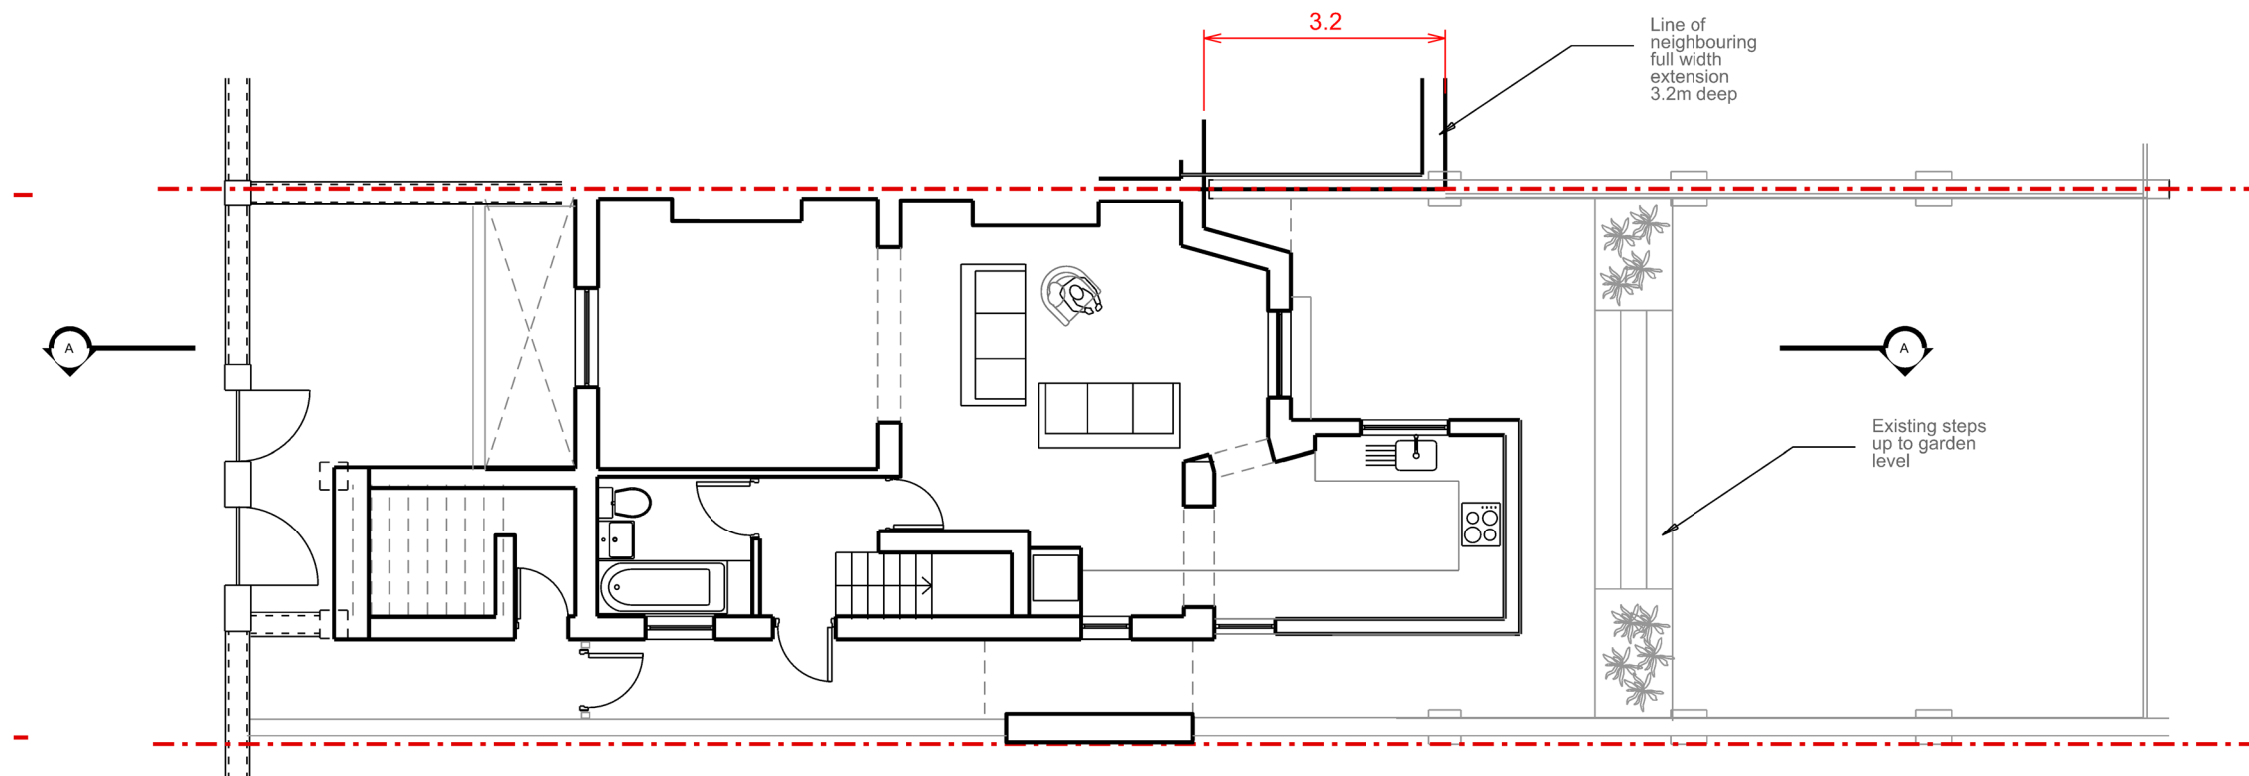 3.2
Line of
neighbouring
full width
extension
3.2m deep
A
A
Existing steps
up to garden
level